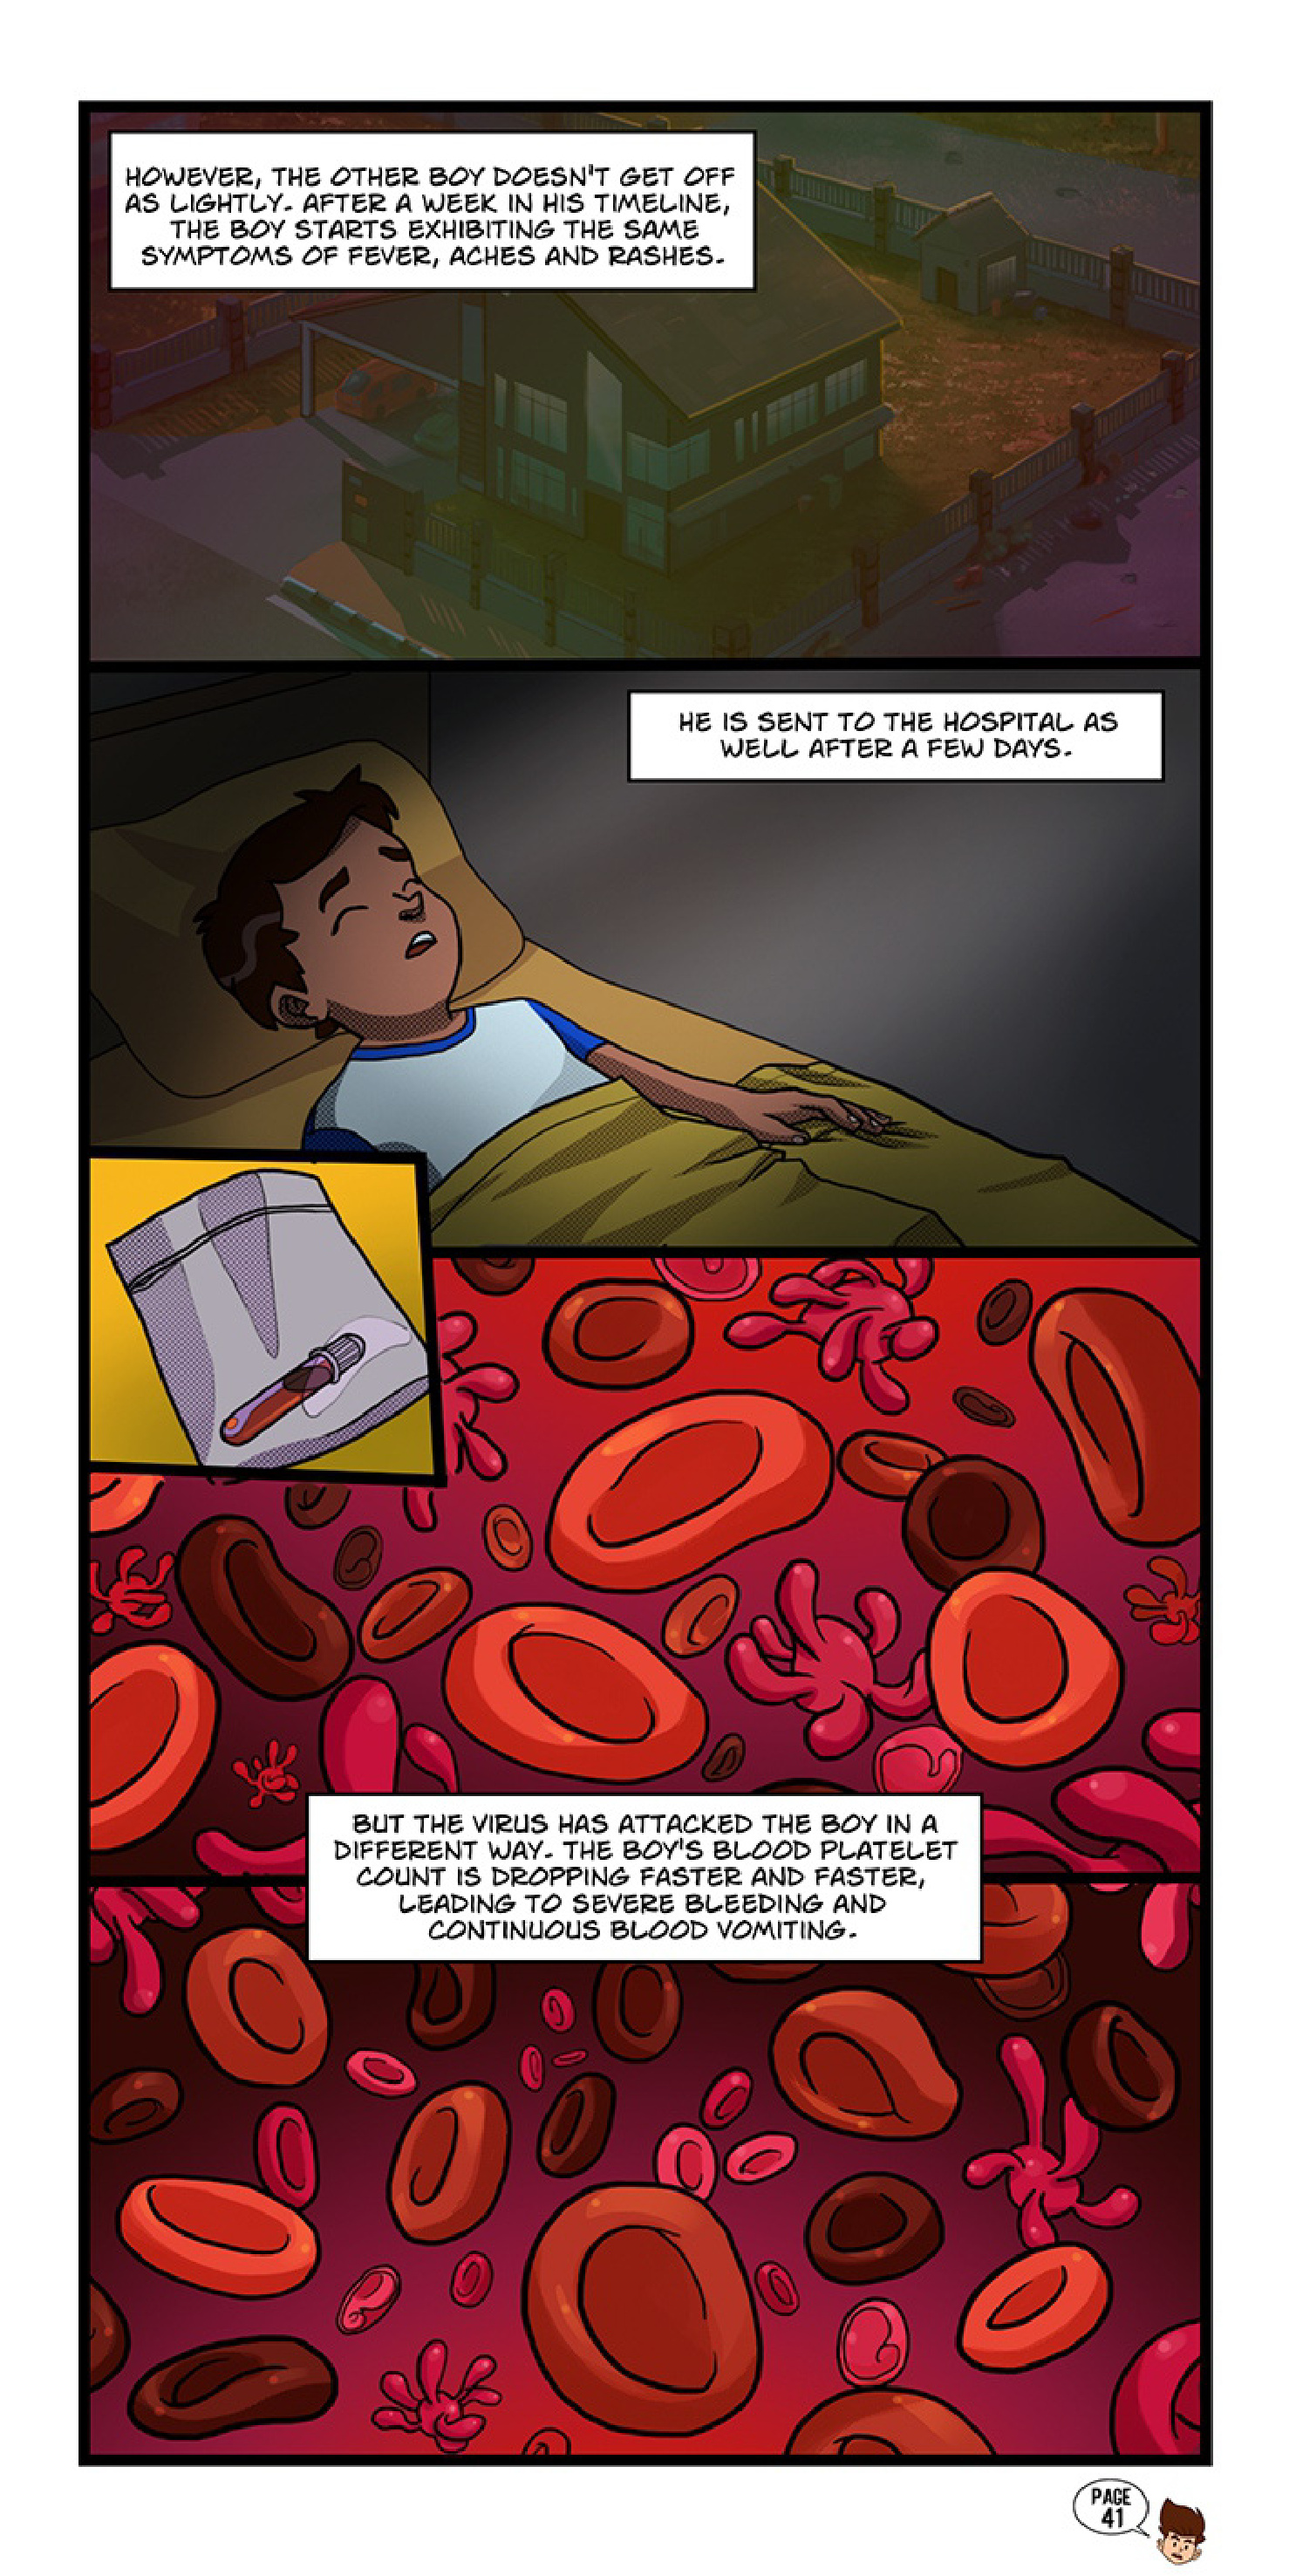 HOWEVER, THE OTHER BOY DOESN'T GET OFF
AS LIGHTLY. AFTER A WEEK IN HIS TIMELINE,
THE BOY STARTS EXHIBITING THE SAME
SYMPTOMS OF FEVER, ACHES AND RASHES.
HE IS SENT TO THE HOSPITAL AS
WELL AFTER A FEW DAYS.
BUT THE VIRUS HAS ATTACKED THE BOY IN A
DIFFERENT WAY. THE BOY'S BLOOD PLATELET
COUNT IS DROPPING FASTER AND FASTER,
LEADING TO SEVERE BLEEDING AND
CONTINUOUS BLOOD VOMITING.
PAGE
41